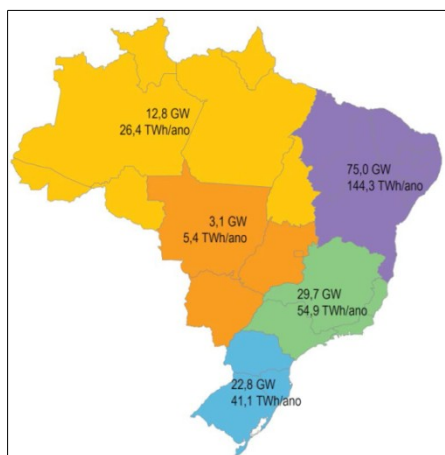 12,8 GW
26,4 TWh/ano
75,0 GW
144,3 TWh/ano
3,1 GW
5,4 TWh/ano
29,7 GW
54,9 TWh/ano
22,8 GW
41,1 TWh/ano